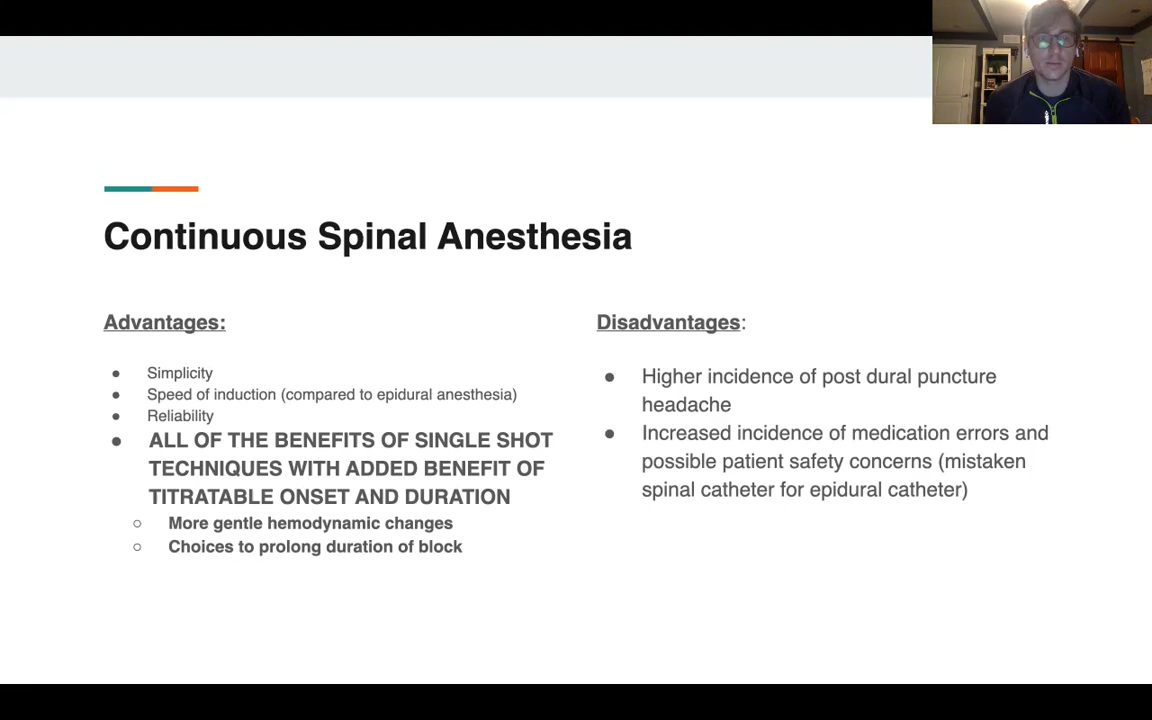 Continuous Spinal Anesthesia
Advantages:
● Simplicity
● Speed of induction (compared to epidural anesthesia)
● Reliability
● ALL OF THE BENEFITS OF SINGLE SHOT
TECHNIQUES WITH ADDED BENEFIT OF
TITRATABLE ONSET AND DURATION
○ More gentle hemodynamic changes
○ Choices to prolong duration of block
Disadvantages:
● Higher incidence of post dural puncture
headache
● Increased incidence of medication errors and
possible patient safety concerns (mistaken
spinal catheter for epidural catheter)